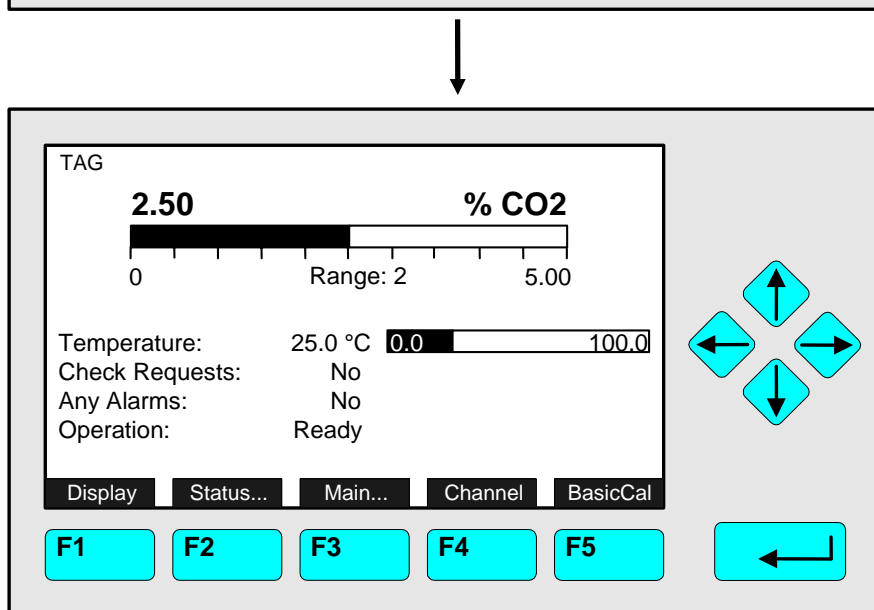 TAG
2.50 % CO2
0 Range: 2 5.00
Temperature: 25.0 °C 0.0 100.0
Check Requests: No
Any Alarms: No
Operation: Ready
Display Status... Main... Channel BasicCal
F1 F2 F3 F4 F5